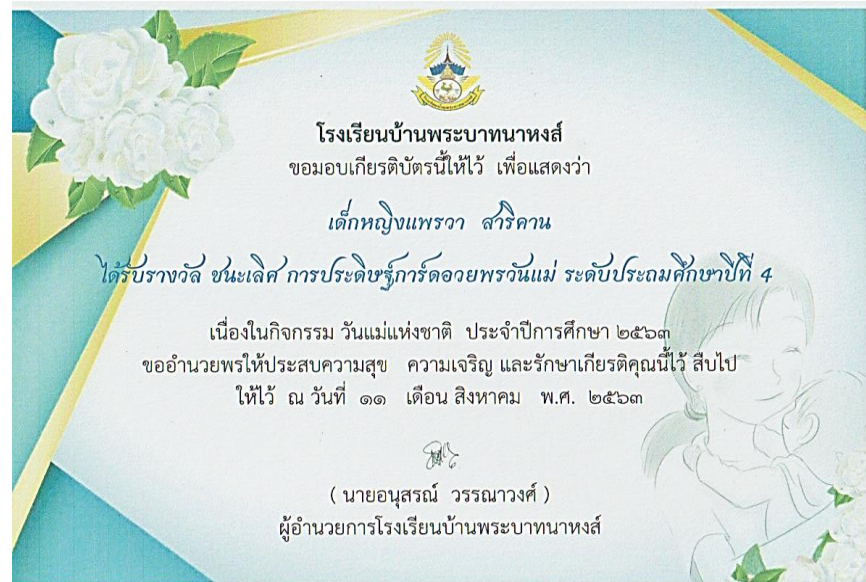 โรงเรียนบ้านพระบาทนาหงส์
ขอมอบเกียรติบัตรนี้ให้ไว้ เพื่อแสดงว่า
เด็กหญิงแพรวา สาริคาน
ได้รับรางวัล ชนะเลิศ การประดิษฐ์การ์ดอวยพรวันแม่ ระดับประถมศึกษาปีที่ 4
เนื่องในกิจกรรม วันแม่แห่งชาติ ประจำปีการศึกษา ๒๕๖๓
ขออำนวยพรให้ประสบความสุข ความเจริญ และรักษาเกียรติคุณนี้ไว้ สืบไป
ให้ไว้ ณ วันที่ ๑๑ เดือน สิงหาคม พ.ศ. ๒๕๖๓
( นายอนุสรณ์ วรรณาวงศ์ )
ผู้อำนวยการโรงเรียนบ้านพระบาทนาหงส์